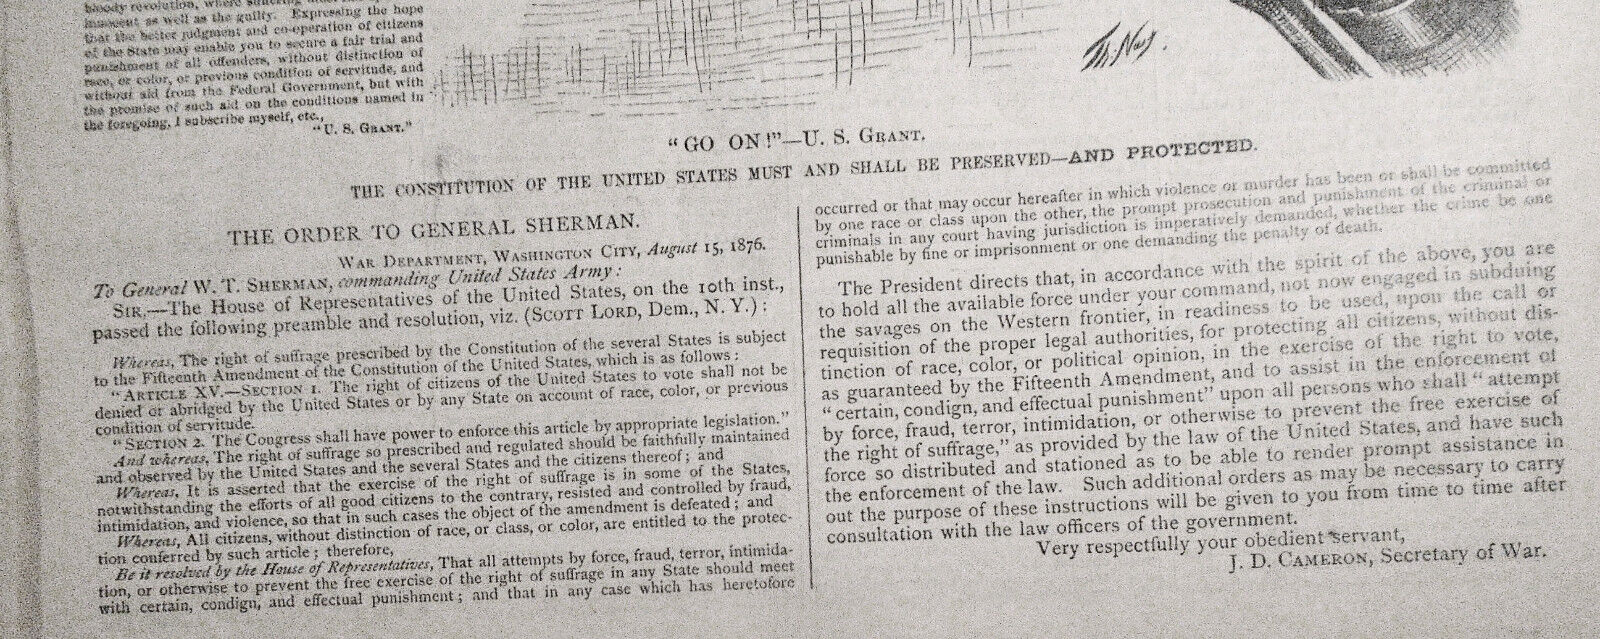 bloody revolution, where suffering
innocent as well as the guilty. Expressing the hope
that the better judgment and co-operation of citizens
of the State may enable you to secure a fair trial and
punishment of all offenders, without distinction of
race, or color, or previous condition of servitude, and
without aid from the Federal Government, but with
the promise of such aid on the conditions named in
the foregoing, I subscribe myself, etc.,
"U. S. GRANT."
Th. Nast.
"GO ON!"—U. S. GRANT.
THE CONSTITUTION OF THE UNITED STATES MUST AND SHALL BE PRESERVED—AND PROTECTED.
THE ORDER TO GENERAL SHERMAN.
WAR DEPARTMENT, WASHINGTON CITY, August 15, 1876.
To General W. T. SHERMAN, commanding United States Army:
SIR,—The House of Representatives of the United States, on the 10th inst.,
passed the following preamble and resolution, viz. (SCOTT LORD, Dem., N. Y.):
Whereas, The right of suffrage prescribed by the Constitution of the several States is subject
to the Fifteenth Amendment of the Constitution of the United States, which is as follows:
"ARTICLE XV.—SECTION 1. The right of citizens of the United States to vote shall not be
denied or abridged by the United States or by any State on account of race, color, or previous
condition of servitude.
"SECTION 2. The Congress shall have power to enforce this article by appropriate legislation."
And whereas, The right of suffrage so prescribed and regulated should be faithfully maintained
and observed by the United States and the several States and the citizens thereof; and
Whereas, It is asserted that the exercise of the right of suffrage is in some of the States,
notwithstanding the efforts of all good citizens to the contrary, resisted and controlled by fraud,
intimidation, and violence, so that in such cases the object of the amendment is defeated; and
Whereas, All citizens, without distinction of race, or class, or color, are entitled to the protec-
tion conferred by such article; therefore,
Be it resolved by the House of Representatives, That all attempts by force, fraud, terror, intimida-
tion, or otherwise to prevent the free exercise of the right of suffrage in any State should meet
with certain, condign, and effectual punishment; and that in any case which has heretofore
occurred or that may occur hereafter in which violence or murder has been or shall be committed
by one race or class upon the other, the prompt prosecution and punishment of the criminal or
criminals in any court having jurisdiction is imperatively demanded, whether the crime be one
punishable by fine or imprisonment or one demanding the penalty of death.
The President directs that, in accordance with the spirit of the above, you are
to hold all the available force under your command, not now engaged in subduing
the savages on the Western frontier, in readiness to be used, upon the call or
requisition of the proper legal authorities, for protecting all citizens, without dis-
tinction of race, color, or political opinion, in the exercise of the right to vote,
as guaranteed by the Fifteenth Amendment, and to assist in the enforcement of
"certain, condign, and effectual punishment" upon all persons who shall "attempt
by force, fraud, terror, intimidation, or otherwise to prevent the free exercise of
the right of suffrage," as provided by the law of the United States, and have such
force so distributed and stationed as to be able to render prompt assistance in
the enforcement of the law. Such additional orders as may be necessary to carry
out the purpose of these instructions will be given to you from time to time after
consultation with the law officers of the government.
Very respectfully your obedient servant,
J. D. CAMERON, Secretary of War.